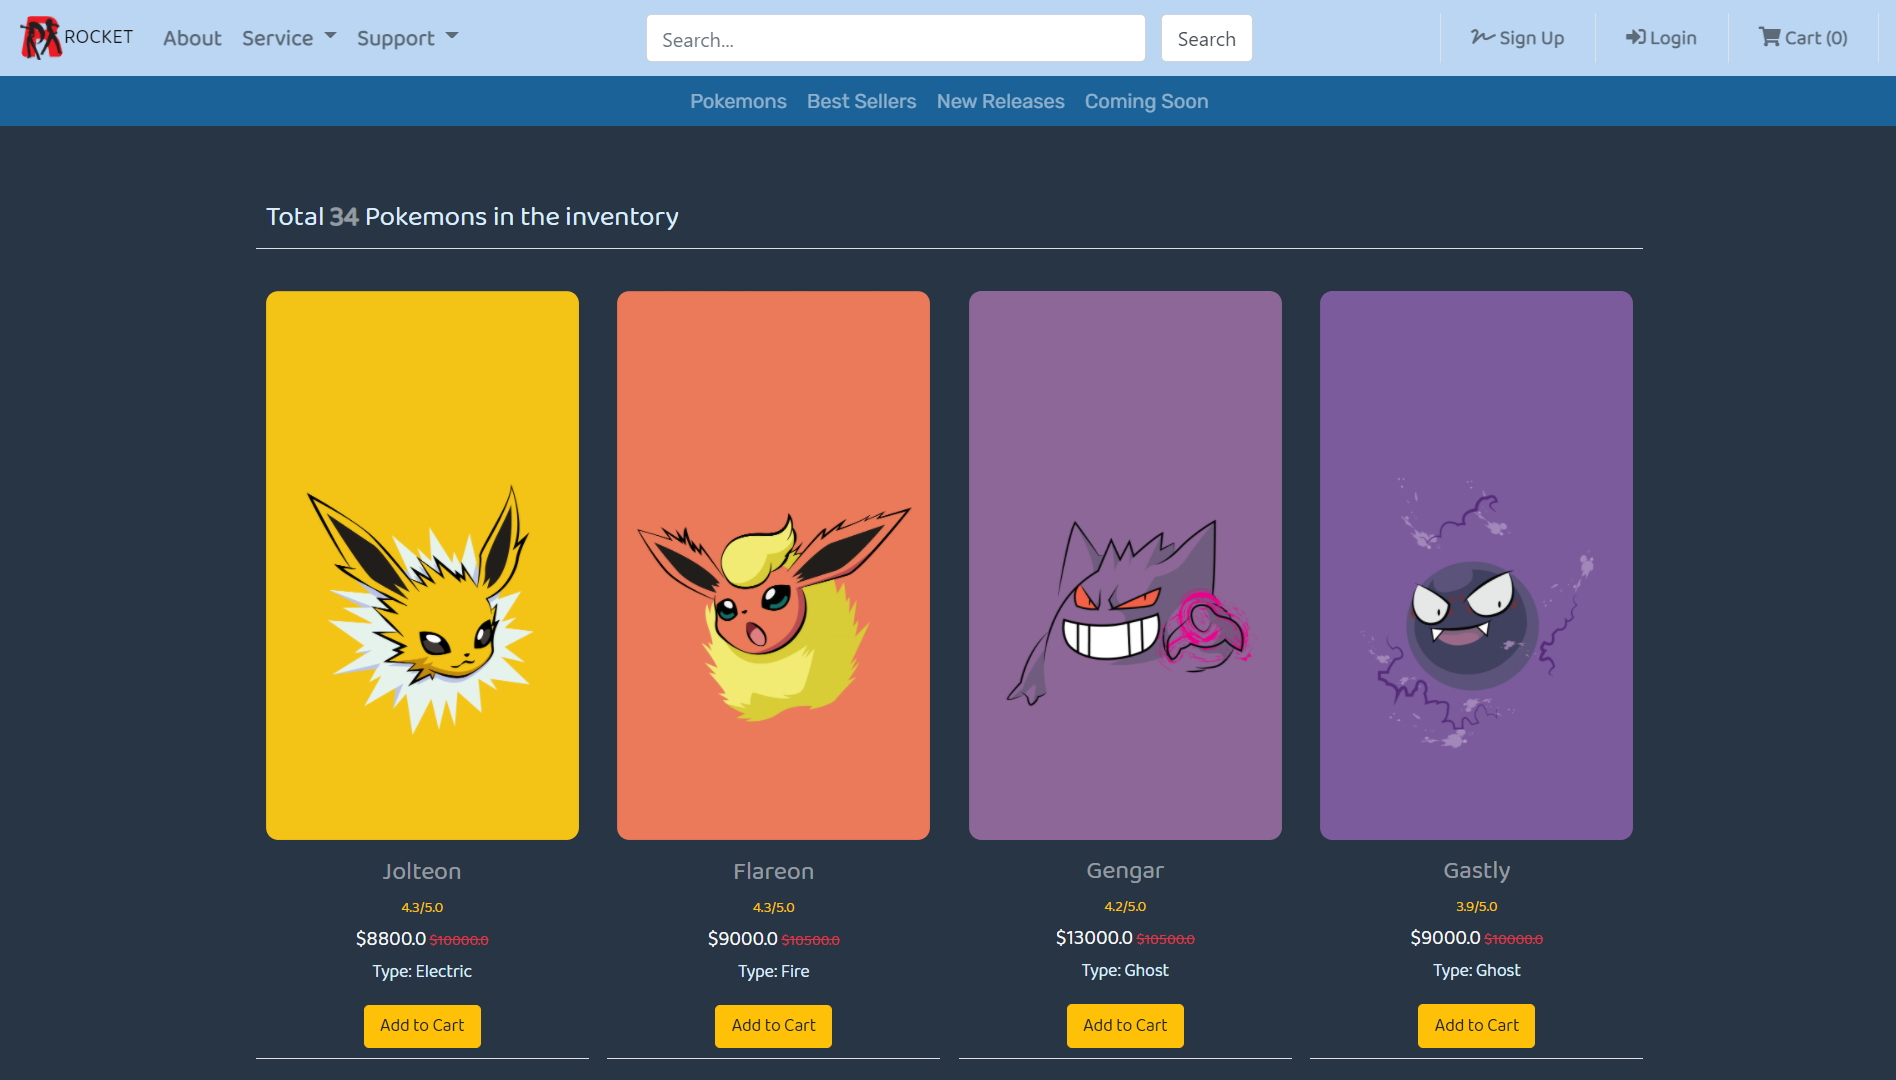 ROCKET About Service Support Search... Search Sign Up Login Cart (0)
Pokemons Best Sellers New Releases Coming Soon
Total 34 Pokemons in the inventory
Jolteon
4.3/5.0
$8800.0 $10000.0
Type: Electric
Add to Cart
Flareon
4.3/5.0
$9000.0 $10500.0
Type: Fire
Add to Cart
Gengar
4.2/5.0
$13000.0 $10500.0
Type: Ghost
Add to Cart
Gastly
3.9/5.0
$9000.0 $10000.0
Type: Ghost
Add to Cart